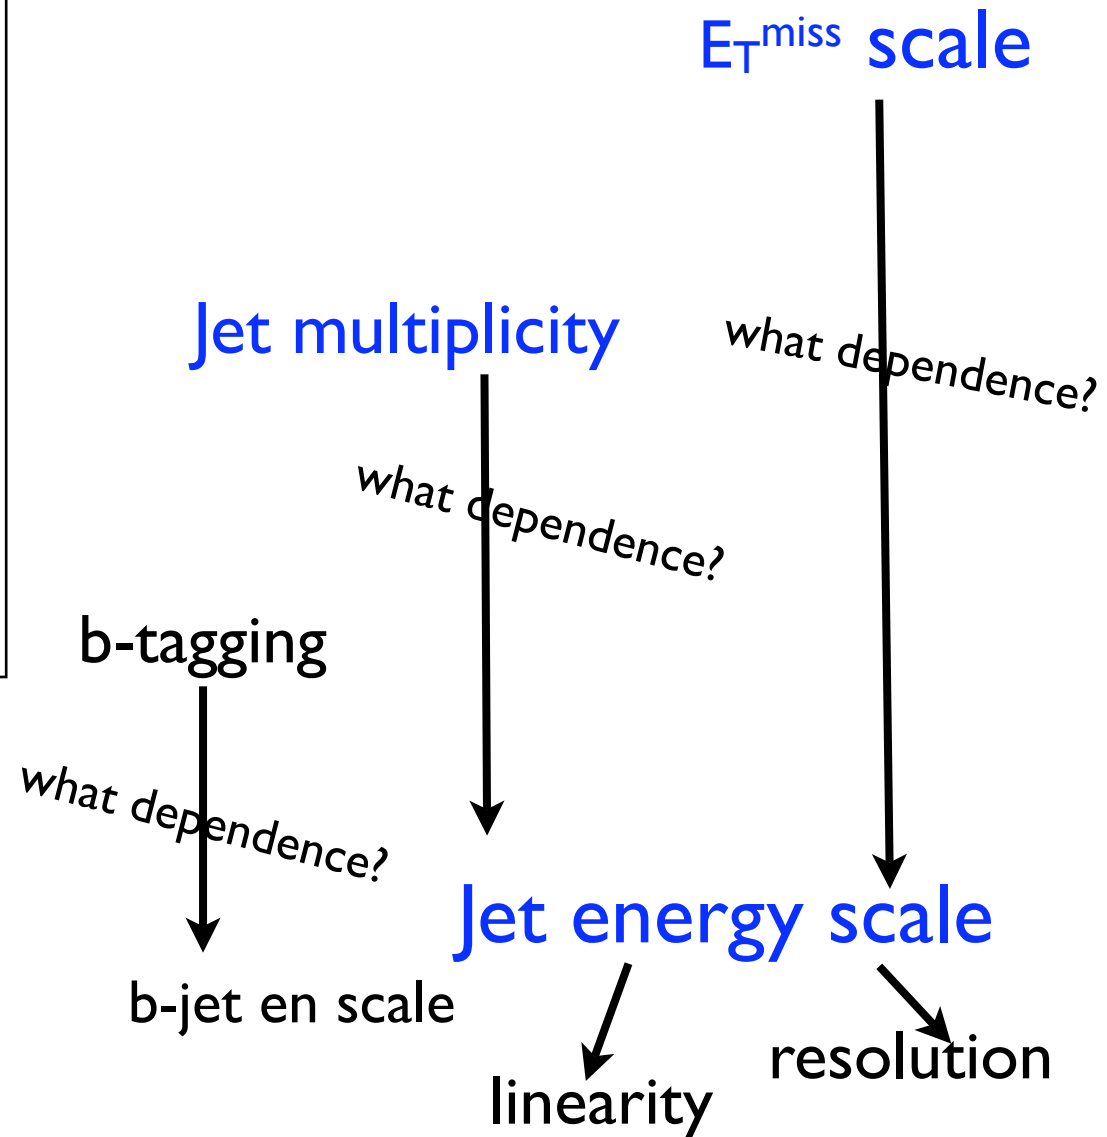 E_T^miss scale
Jet multiplicity
what dependence?
what dependence?
b-tagging
what dependence?
Jet energy scale
b-jet en scale
resolution
linearity